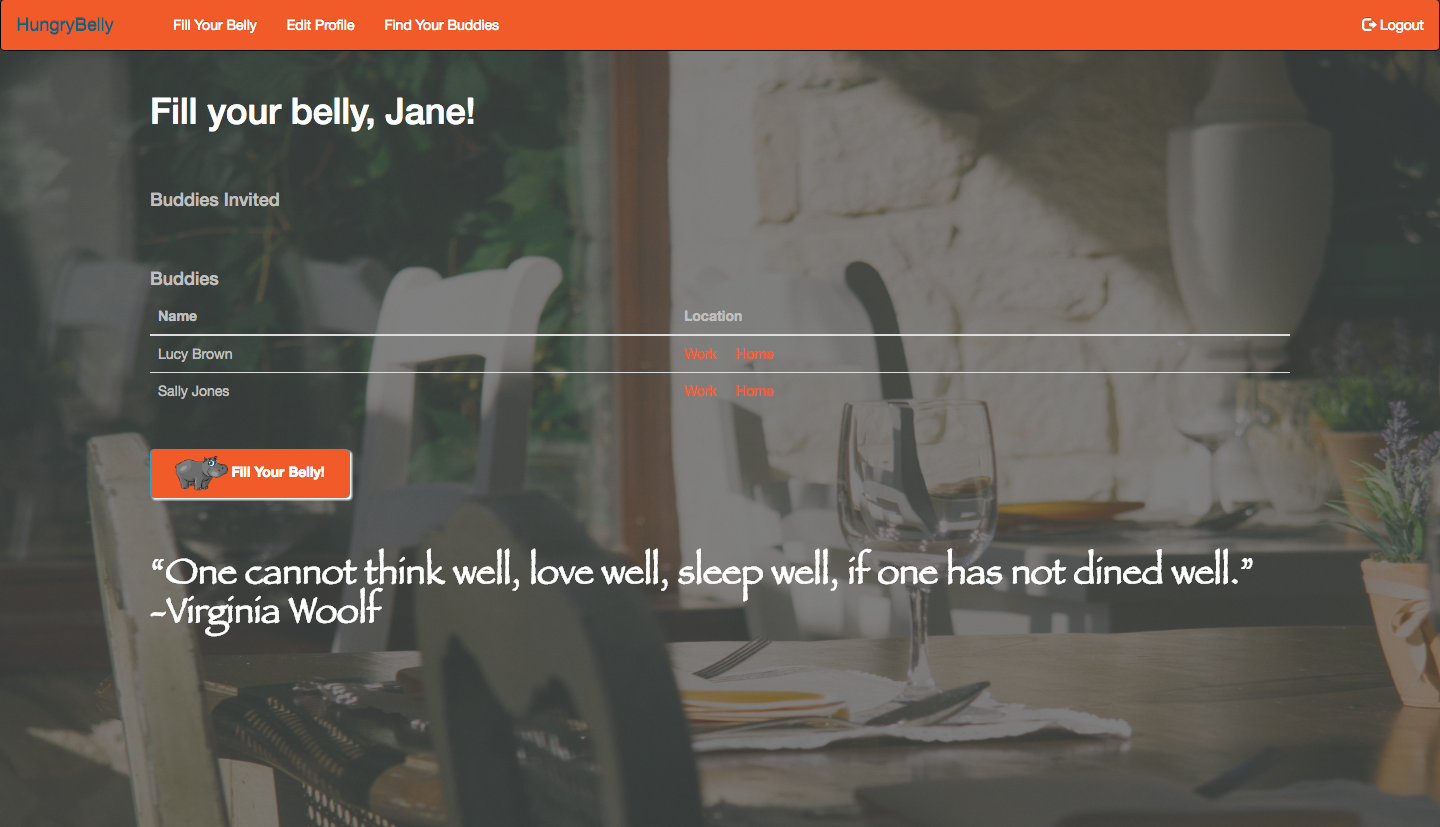 HungryBelly Fill Your Belly Edit Profile Find Your Buddies Logout
Fill your belly, Jane!
Buddies Invited
Buddies
Name Location
Lucy Brown Work Home
Sally Jones Work Home
Fill Your Belly!
“One cannot think well, love well, sleep well, if one has not dined well.”
-Virginia Woolf